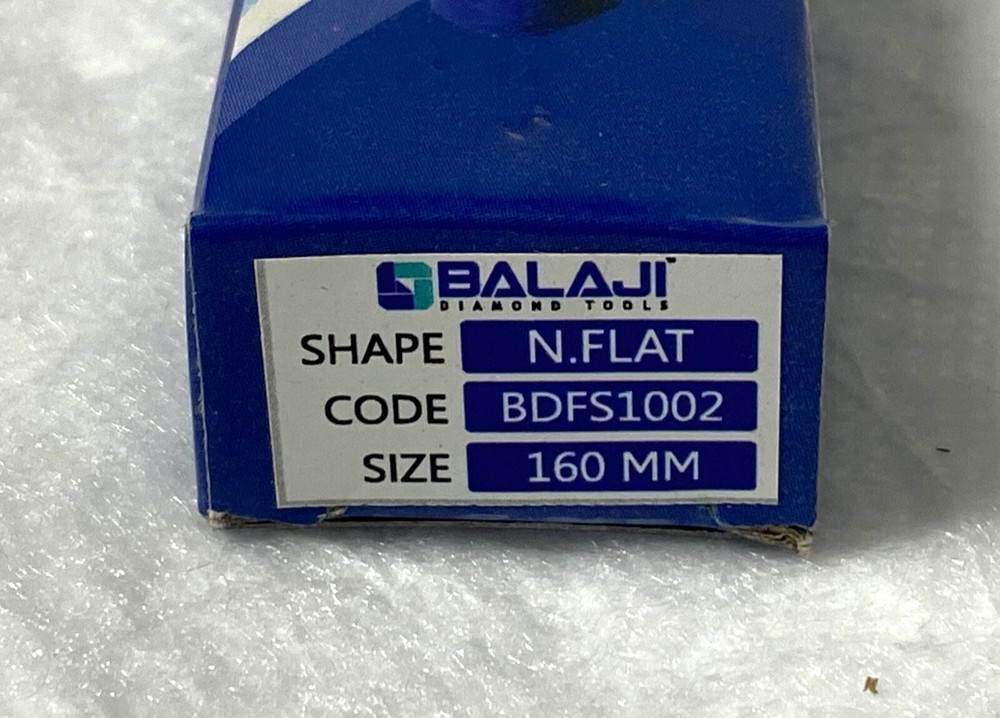 BALAJI
DIAMOND TOOLS
SHAPE N.FLAT
CODE BDFS1002
SIZE 160 MM